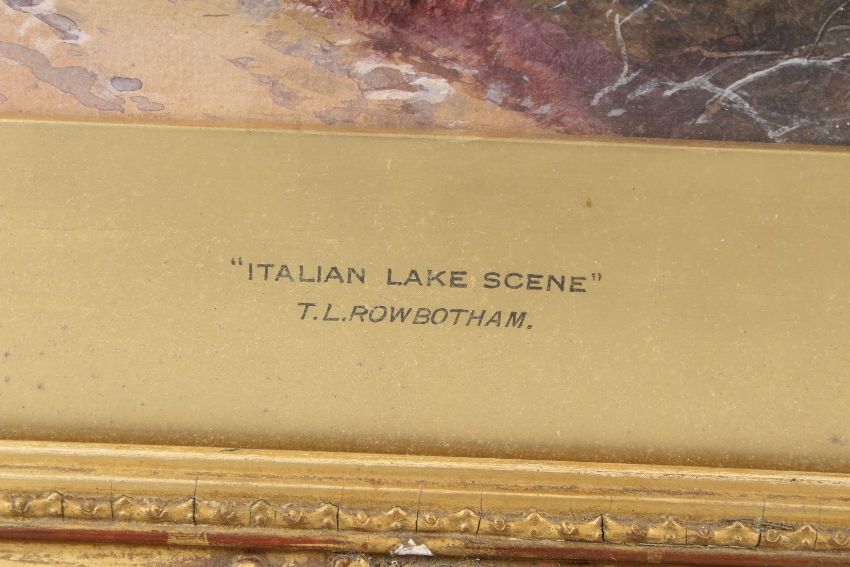 "ITALIAN LAKE SCENE"
T.L.ROWBOTHAM.